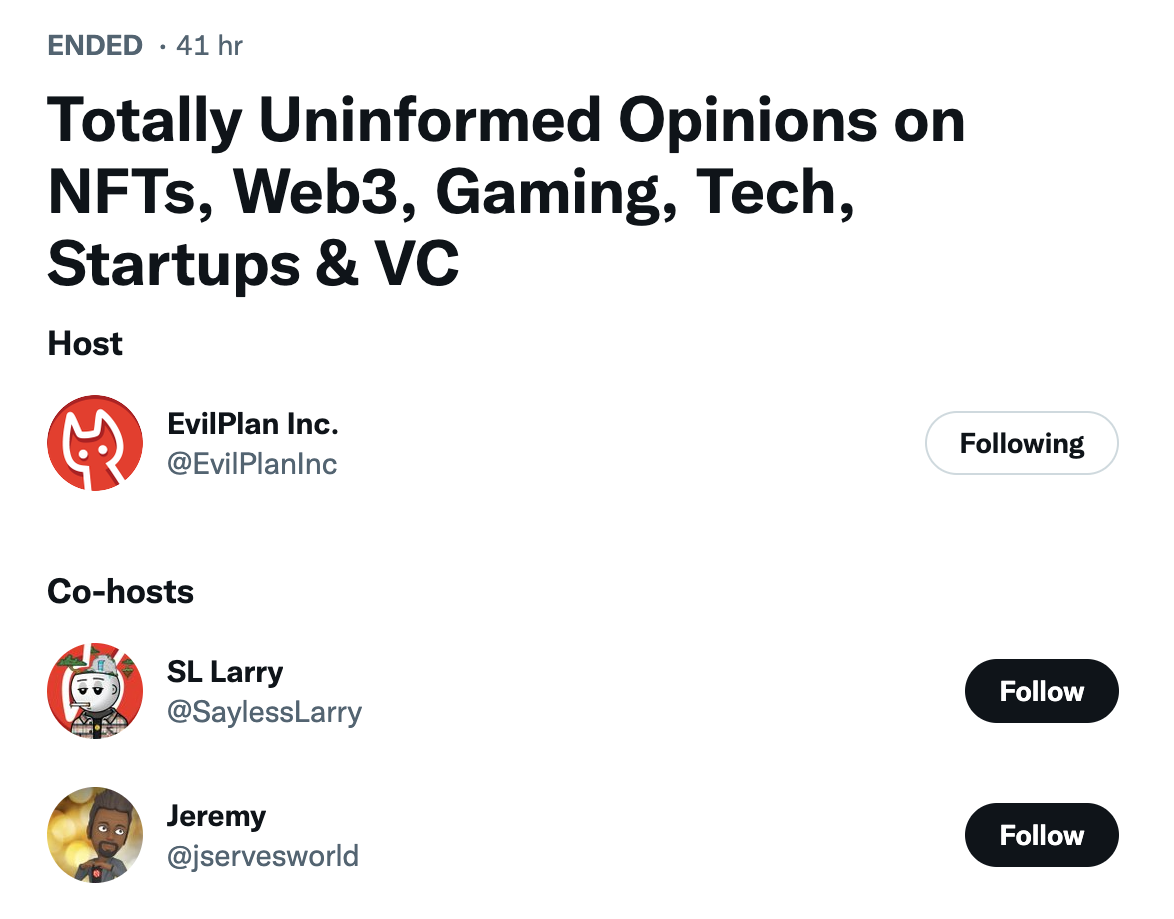 ENDED · 41 hr
Totally Uninformed Opinions on
NFTs, Web3, Gaming, Tech,
Startups & VC
Host
EvilPlan Inc.
@EvilPlanInc
Following
Co-hosts
SL Larry
@SaylessLarry
Follow
Jeremy
@jservesworld
Follow